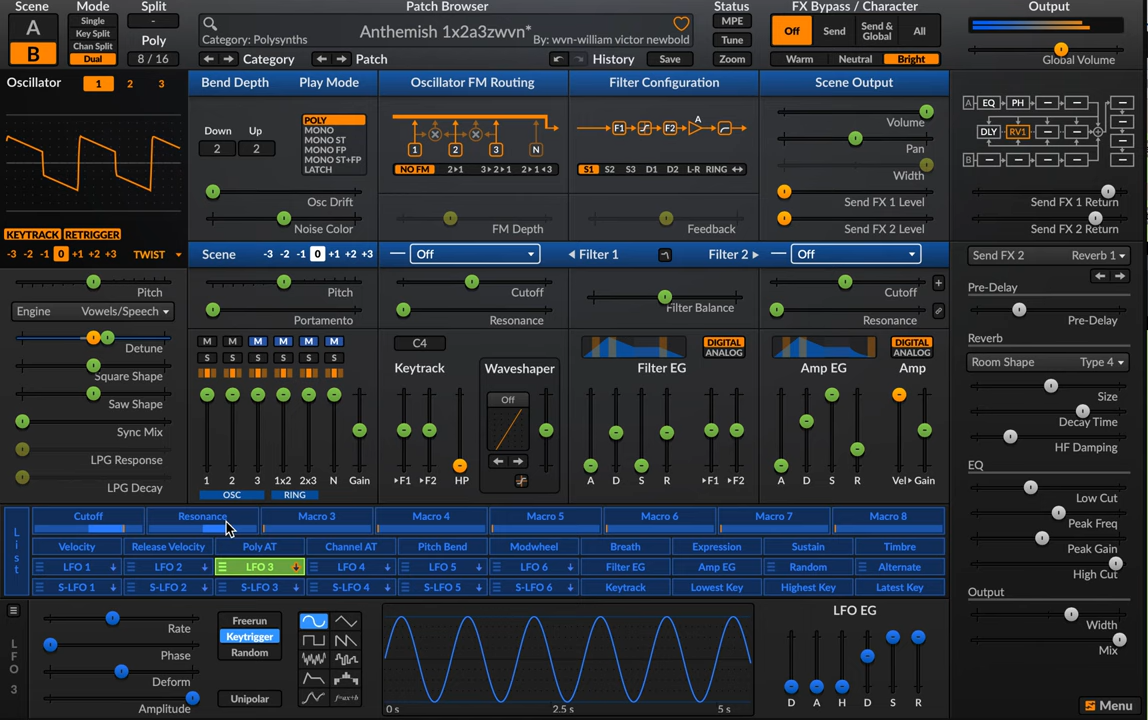 Scene
Mode
Split
Patch Browser
Status
FX Bypass / Character
Output
A
B
Single
Key Split
Chan Split
Dual
-
Poly
8 / 16
Anthemish 1x2a3zwvn*
Category: Polysynths
By: wvn-william victor newbold
Category
Patch
History
Save
MPE
Tune
Zoom
Off
Send
Send & Global
All
Warm
Neutral
Bright
Global Volume
Oscillator
1
2
3
Bend Depth
Play Mode
Oscillator FM Routing
Filter Configuration
Scene Output
Down
Up
2
2
POLY
MONO
MONO ST
MONO FP
MONO ST+FP
LATCH
1
2
3
N
NO FM
2▸1
3▸2▸1
2▸1◂3
F1
F2
A
S1
S2
S3
D1
D2
L-R
RING
Volume
Pan
Width
Send FX 1 Level
Send FX 2 Level
Osc Drift
Noise Color
FM Depth
Feedback
A
EQ
PH
DLY
RV1
B
Send FX 1 Return
Send FX 2 Return
KEYTRACK
RETRIGGER
-3 -2 -1 0 +1 +2 +3
TWIST
Scene
-3 -2 -1 0 +1 +2 +3
Off
Filter 1
Filter 2
Off
Send FX 2
Reverb 1
Pitch
Engine
Vowels/Speech
Detune
Square Shape
Saw Shape
Sync Mix
LPG Response
LPG Decay
Pitch
Portamento
Cutoff
Resonance
Filter Balance
Cutoff
Resonance
Pre-Delay
Pre-Delay
Reverb
Room Shape
Type 4
Size
Decay Time
HF Damping
EQ
Low Cut
Peak Freq
Peak Gain
High Cut
Output
Width
Mix
M M M M M M
S S S S S S
1 2 3 1x2 2x3 N Gain
OSC
RING
C4
Keytrack
▸F1 ▸F2 HP
Waveshaper
Off
Filter EG
DIGITAL
ANALOG
A D S R ▸F1 ▸F2
Amp EG
DIGITAL
ANALOG
Amp
A D S R Vel▸Gain
List
Cutoff
Resonance
Macro 3
Macro 4
Macro 5
Macro 6
Macro 7
Macro 8
Velocity
Release Velocity
Poly AT
Channel AT
Pitch Bend
Modwheel
Breath
Expression
Sustain
Timbre
LFO 1
LFO 2
LFO 3
LFO 4
LFO 5
LFO 6
Filter EG
Amp EG
Random
Alternate
S-LFO 1
S-LFO 2
S-LFO 3
S-LFO 4
S-LFO 5
S-LFO 6
Keytrack
Lowest Key
Highest Key
Latest Key
LFO 3
Rate
Phase
Deform
Amplitude
Freerun
Keytrigger
Random
Unipolar
f=ax+b
0 s
2.5 s
5 s
LFO EG
D A H D S R
Menu